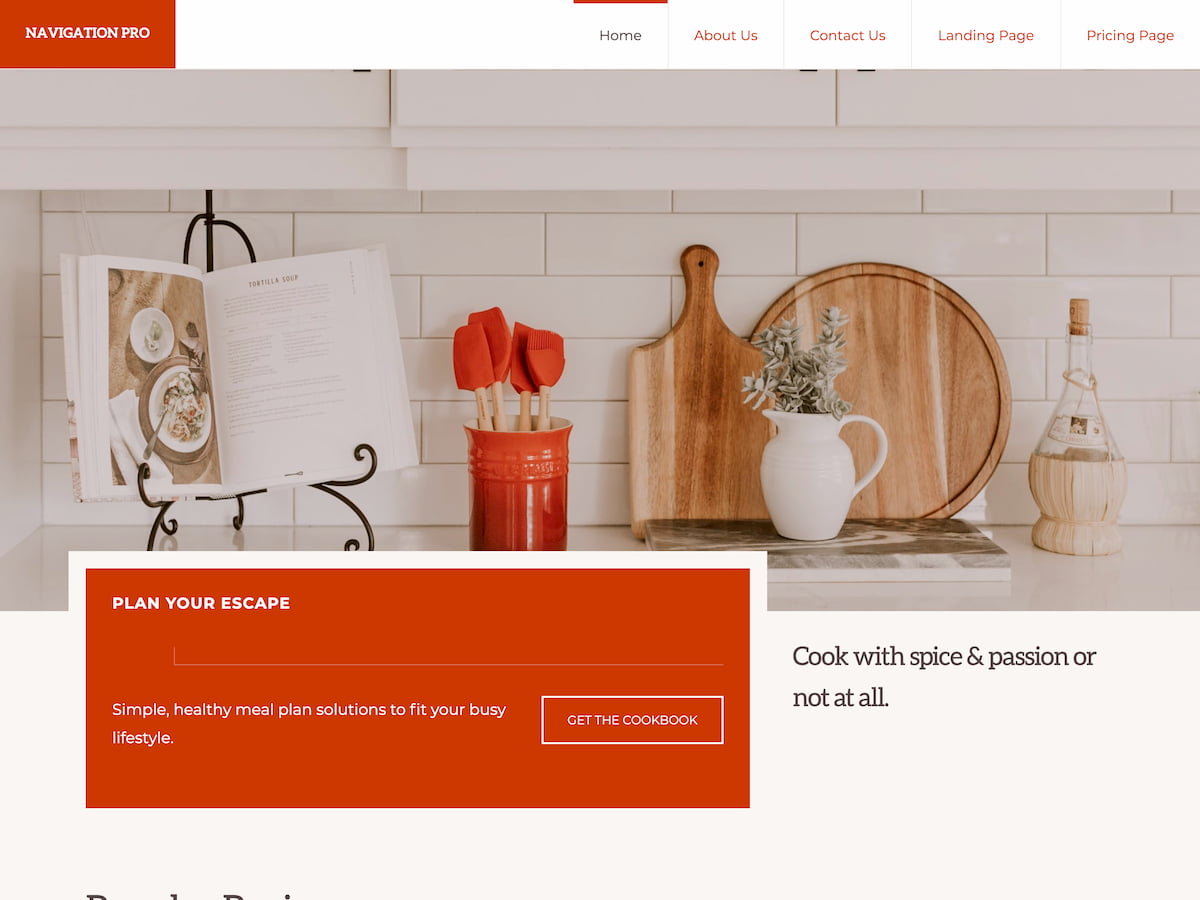 NAVIGATION PRO
Home
About Us
Contact Us
Landing Page
Pricing Page
TORTILLA SOUP
PLAN YOUR ESCAPE
Simple, healthy meal plan solutions to fit your busy
lifestyle.
GET THE COOKBOOK
Cook with spice & passion or
not at all.